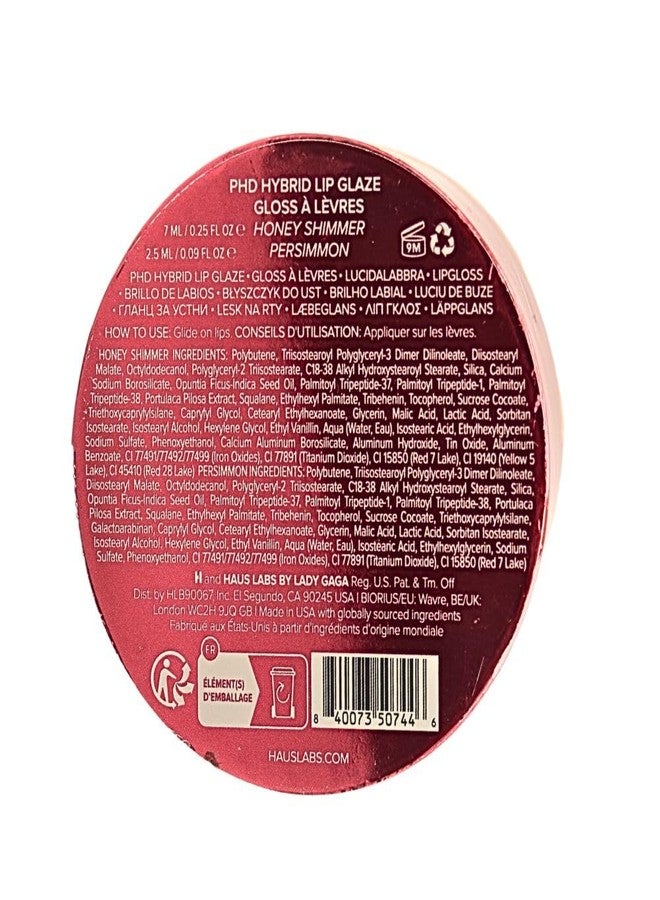 PHD HYBRID LIP GLAZE
GLOSS À LÈVRES
7 ML / 0.25 FL OZ ℮ HONEY SHIMMER
2.5 ML / 0.09 FL OZ ℮ PERSIMMON
9M
PHD HYBRID LIP GLAZE • GLOSS À LÈVRES • LUCIDALABBRA • LIPGLOSS /
• BRILLO DE LABIOS • BŁYSZCZYK DO UST • BRILHO LABIAL • LUCIU DE BUZE
• ГЛАНЦ ЗА УСТНИ • LESK NA RTY • LÆBEGLANS • ΛΙΠ ΓΚΛΟΣ • LÄPPGLANS
HOW TO USE: Glide on lips. CONSEILS D'UTILISATION: Appliquer sur les lèvres.
HONEY SHIMMER INGREDIENTS: Polybutene, Triisostearoyl Polyglyceryl-3 Dimer Dilinoleate, Diisostearyl
Malate, Octyldodecanol, Polyglyceryl-2 Triisostearate, C18-38 Alkyl Hydroxystearoyl Stearate, Silica, Calcium
Sodium Borosilicate, Opuntia Ficus-Indica Seed Oil, Palmitoyl Tripeptide-37, Palmitoyl Tripeptide-1, Palmitoyl
Tripeptide-38, Portulaca Pilosa Extract, Squalane, Ethylhexyl Palmitate, Tribehenin, Tocopherol, Sucrose Cocoate,
Triethoxycaprylylsilane, Caprylyl Glycol, Cetearyl Ethylhexanoate, Glycerin, Malic Acid, Lactic Acid, Sorbitan
Isostearate, Isostearyl Alcohol, Hexylene Glycol, Ethyl Vanillin, Aqua (Water, Eau), Isostearic Acid, Ethylhexylglycerin,
Sodium Sulfate, Phenoxyethanol, Calcium Aluminum Borosilicate, Aluminum Hydroxide, Tin Oxide, Aluminum
Benzoate, CI 77491/77492/77499 (Iron Oxides), CI 77891 (Titanium Dioxide), CI 15850 (Red 7 Lake), CI 19140 (Yellow 5
Lake), CI 45410 (Red 28 Lake) PERSIMMON INGREDIENTS: Polybutene, Triisostearoyl Polyglyceryl-3 Dimer Dilinoleate,
Diisostearyl Malate, Octyldodecanol, Polyglyceryl-2 Triisostearate, C18-38 Alkyl Hydroxystearoyl Stearate, Silica,
Opuntia Ficus-Indica Seed Oil, Palmitoyl Tripeptide-37, Palmitoyl Tripeptide-1, Palmitoyl Tripeptide-38, Portulaca
Pilosa Extract, Squalane, Ethylhexyl Palmitate, Tribehenin, Tocopherol, Sucrose Cocoate, Triethoxycaprylylsilane,
Galactoarabinan, Caprylyl Glycol, Cetearyl Ethylhexanoate, Glycerin, Malic Acid, Lactic Acid, Sorbitan Isostearate,
Isostearyl Alcohol, Hexylene Glycol, Ethyl Vanillin, Aqua (Water, Eau), Isostearic Acid, Ethylhexylglycerin, Sodium
Sulfate, Phenoxyethanol, CI 77491/77492/77499 (Iron Oxides), CI 77891 (Titanium Dioxide), CI 15850 (Red 7 Lake)
H and HAUS LABS BY LADY GAGA Reg. U.S. Pat. & Tm. Off
Dist. by HLB90067, Inc. El Segundo, CA 90245 USA I BIORIUS/EU: Wavre, BE/UK:
London WC2H 9JQ GB I Made in USA with globally sourced ingredients
Fabriqué aux États-Unis à partir d'ingrédients d'origine mondiale
FR
ÉLÉMENT(S)
D'EMBALLAGE
8 40073 50744 6
HAUSLABS.COM